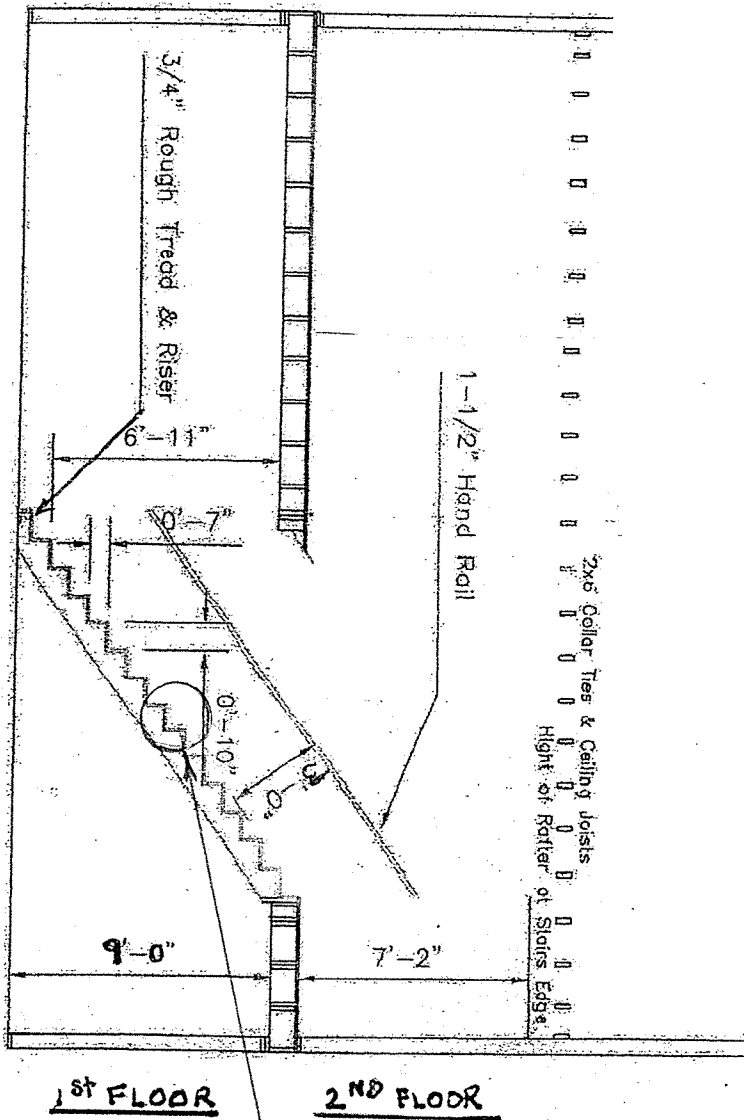 3/4" Rough Tread & Riser
6'-11"
0'-7"
1-1/2" Hand Rail
0'-10"
3'-0"
2x6 Collar Ties & Ceiling Joists
Hight of Rafter at Stairs Edge
9'-0"
7'-2"
1st FLOOR
2ND FLOOR